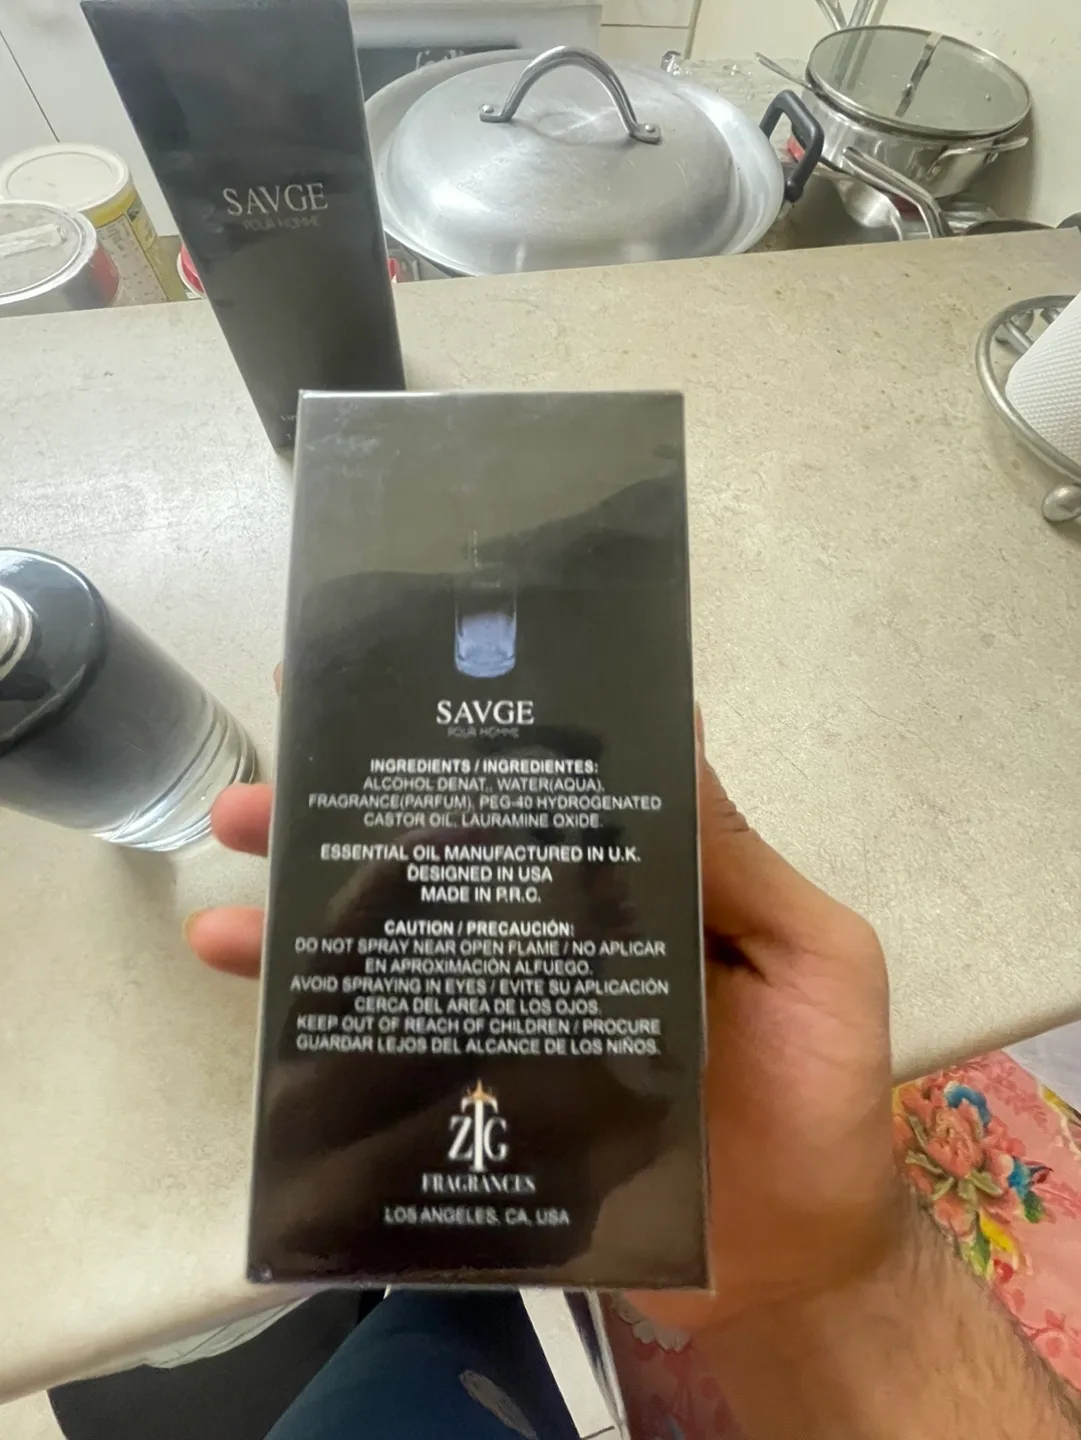 SAVGE
POUR HOMME
SAVGE
POUR HOMME
INGREDIENTS / INGREDIENTES:
ALCOHOL DENAT., WATER(AQUA),
FRAGRANCE(PARFUM), PEG-40 HYDROGENATED
CASTOR OIL, LAURAMINE OXIDE.
ESSENTIAL OIL MANUFACTURED IN U.K.
DESIGNED IN USA
MADE IN P.R.C.
CAUTION / PRECAUCIÓN:
DO NOT SPRAY NEAR OPEN FLAME / NO APLICAR
EN APROXIMACIÓN ALFUEGO.
AVOID SPRAYING IN EYES / EVITE SU APLICACIÓN
CERCA DEL AREA DE LOS OJOS.
KEEP OUT OF REACH OF CHILDREN / PROCURE
GUARDAR LEJOS DEL ALCANCE DE LOS NIÑOS.
ZTG
FRAGRANCES
LOS ANGELES, CA, USA